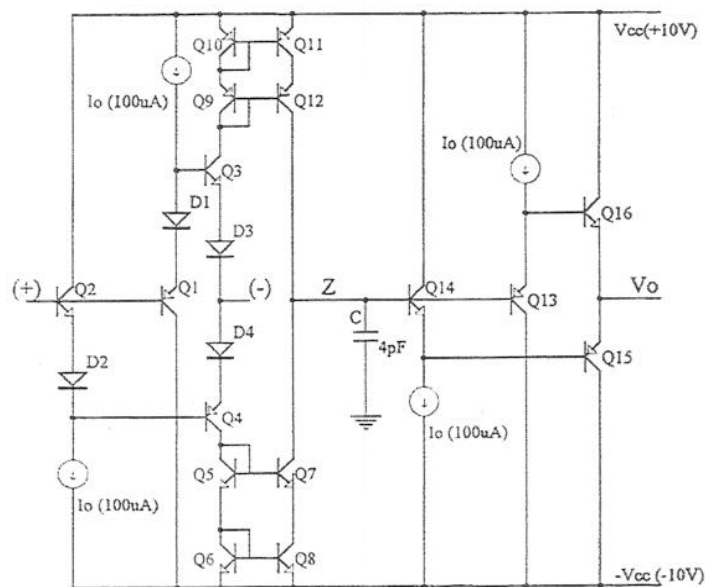 Q10
Q11
Vcc(+10V)
Io (100uA)
Q9
Q12
Io (100uA)
Q3
D1
Q16
D3
(+)
Q2
Q1
(-)
Z
Q14
Q13
Vo
C
4pF
D2
D4
Q15
Q4
Io (100uA)
Io (100uA)
Q5
Q7
Q6
Q8
-Vcc (-10V)